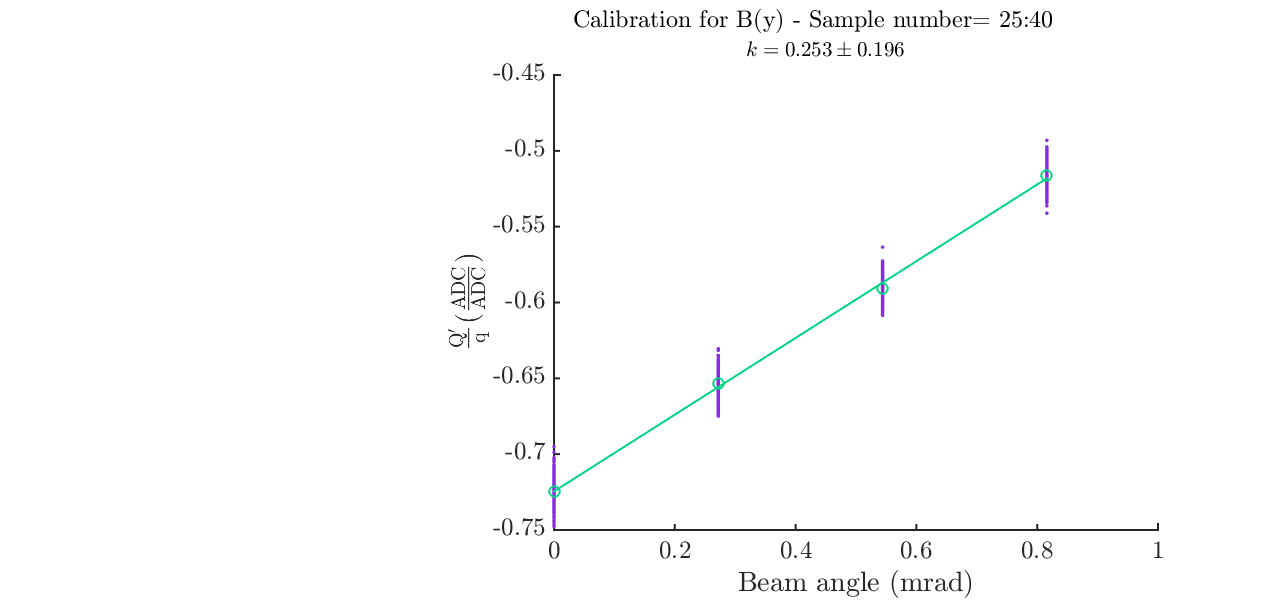 Calibration for B(y) - Sample number= 25:40
k = 0.253 ± 0.196
-0.45
-0.5
-0.55
-0.6
-0.65
-0.7
-0.75
Q'/q (ADC/ADC)
0 0.2 0.4 0.6 0.8 1
Beam angle (mrad)